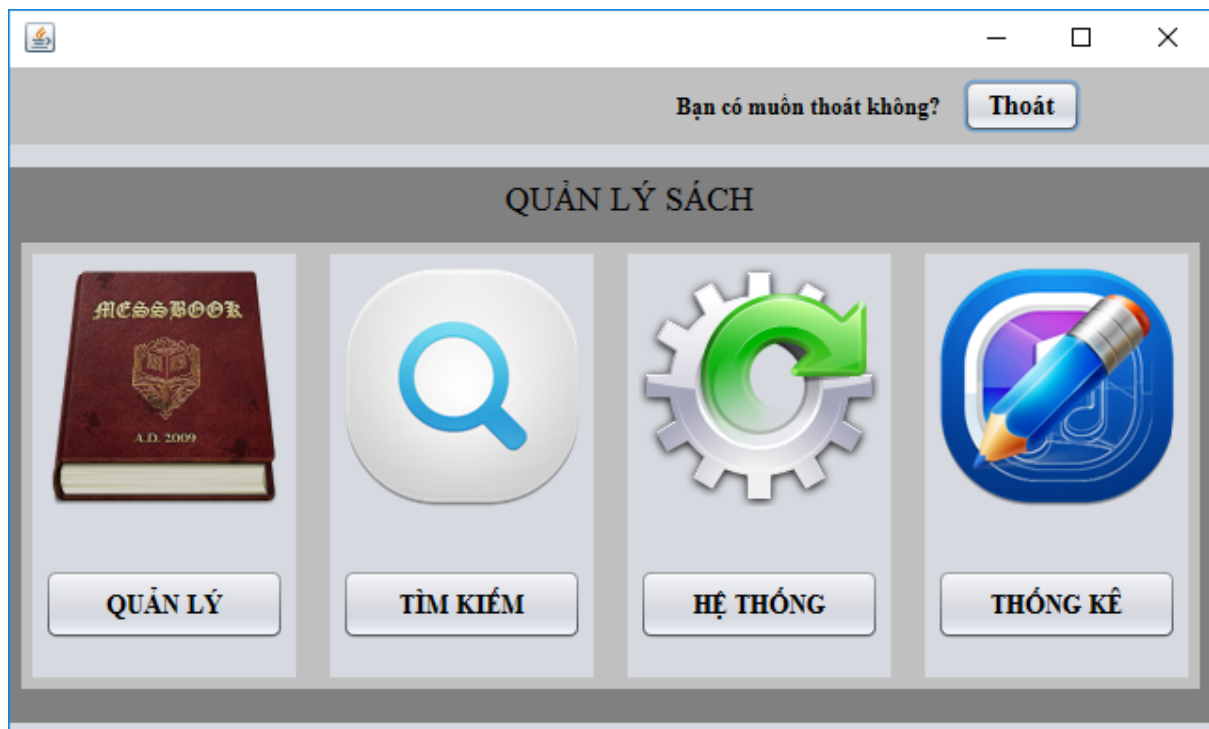 Bạn có muốn thoát không? Thoát
QUẢN LÝ SÁCH
MESSBOOK
A.D. 2009
QUẢN LÝ
TÌM KIẾM
HỆ THỐNG
THỐNG KÊ